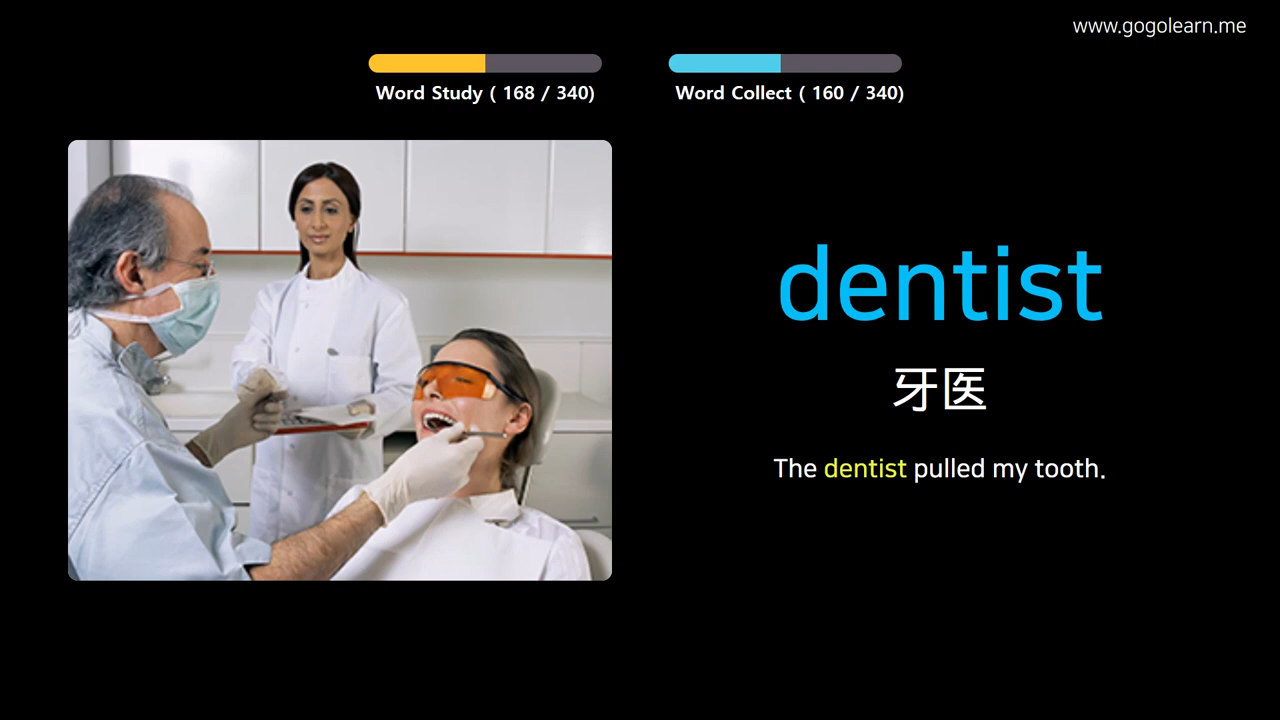 www.gogolearn.me
Word Study ( 168 / 340)
Word Collect ( 160 / 340)
dentist
牙医
The dentist pulled my tooth.